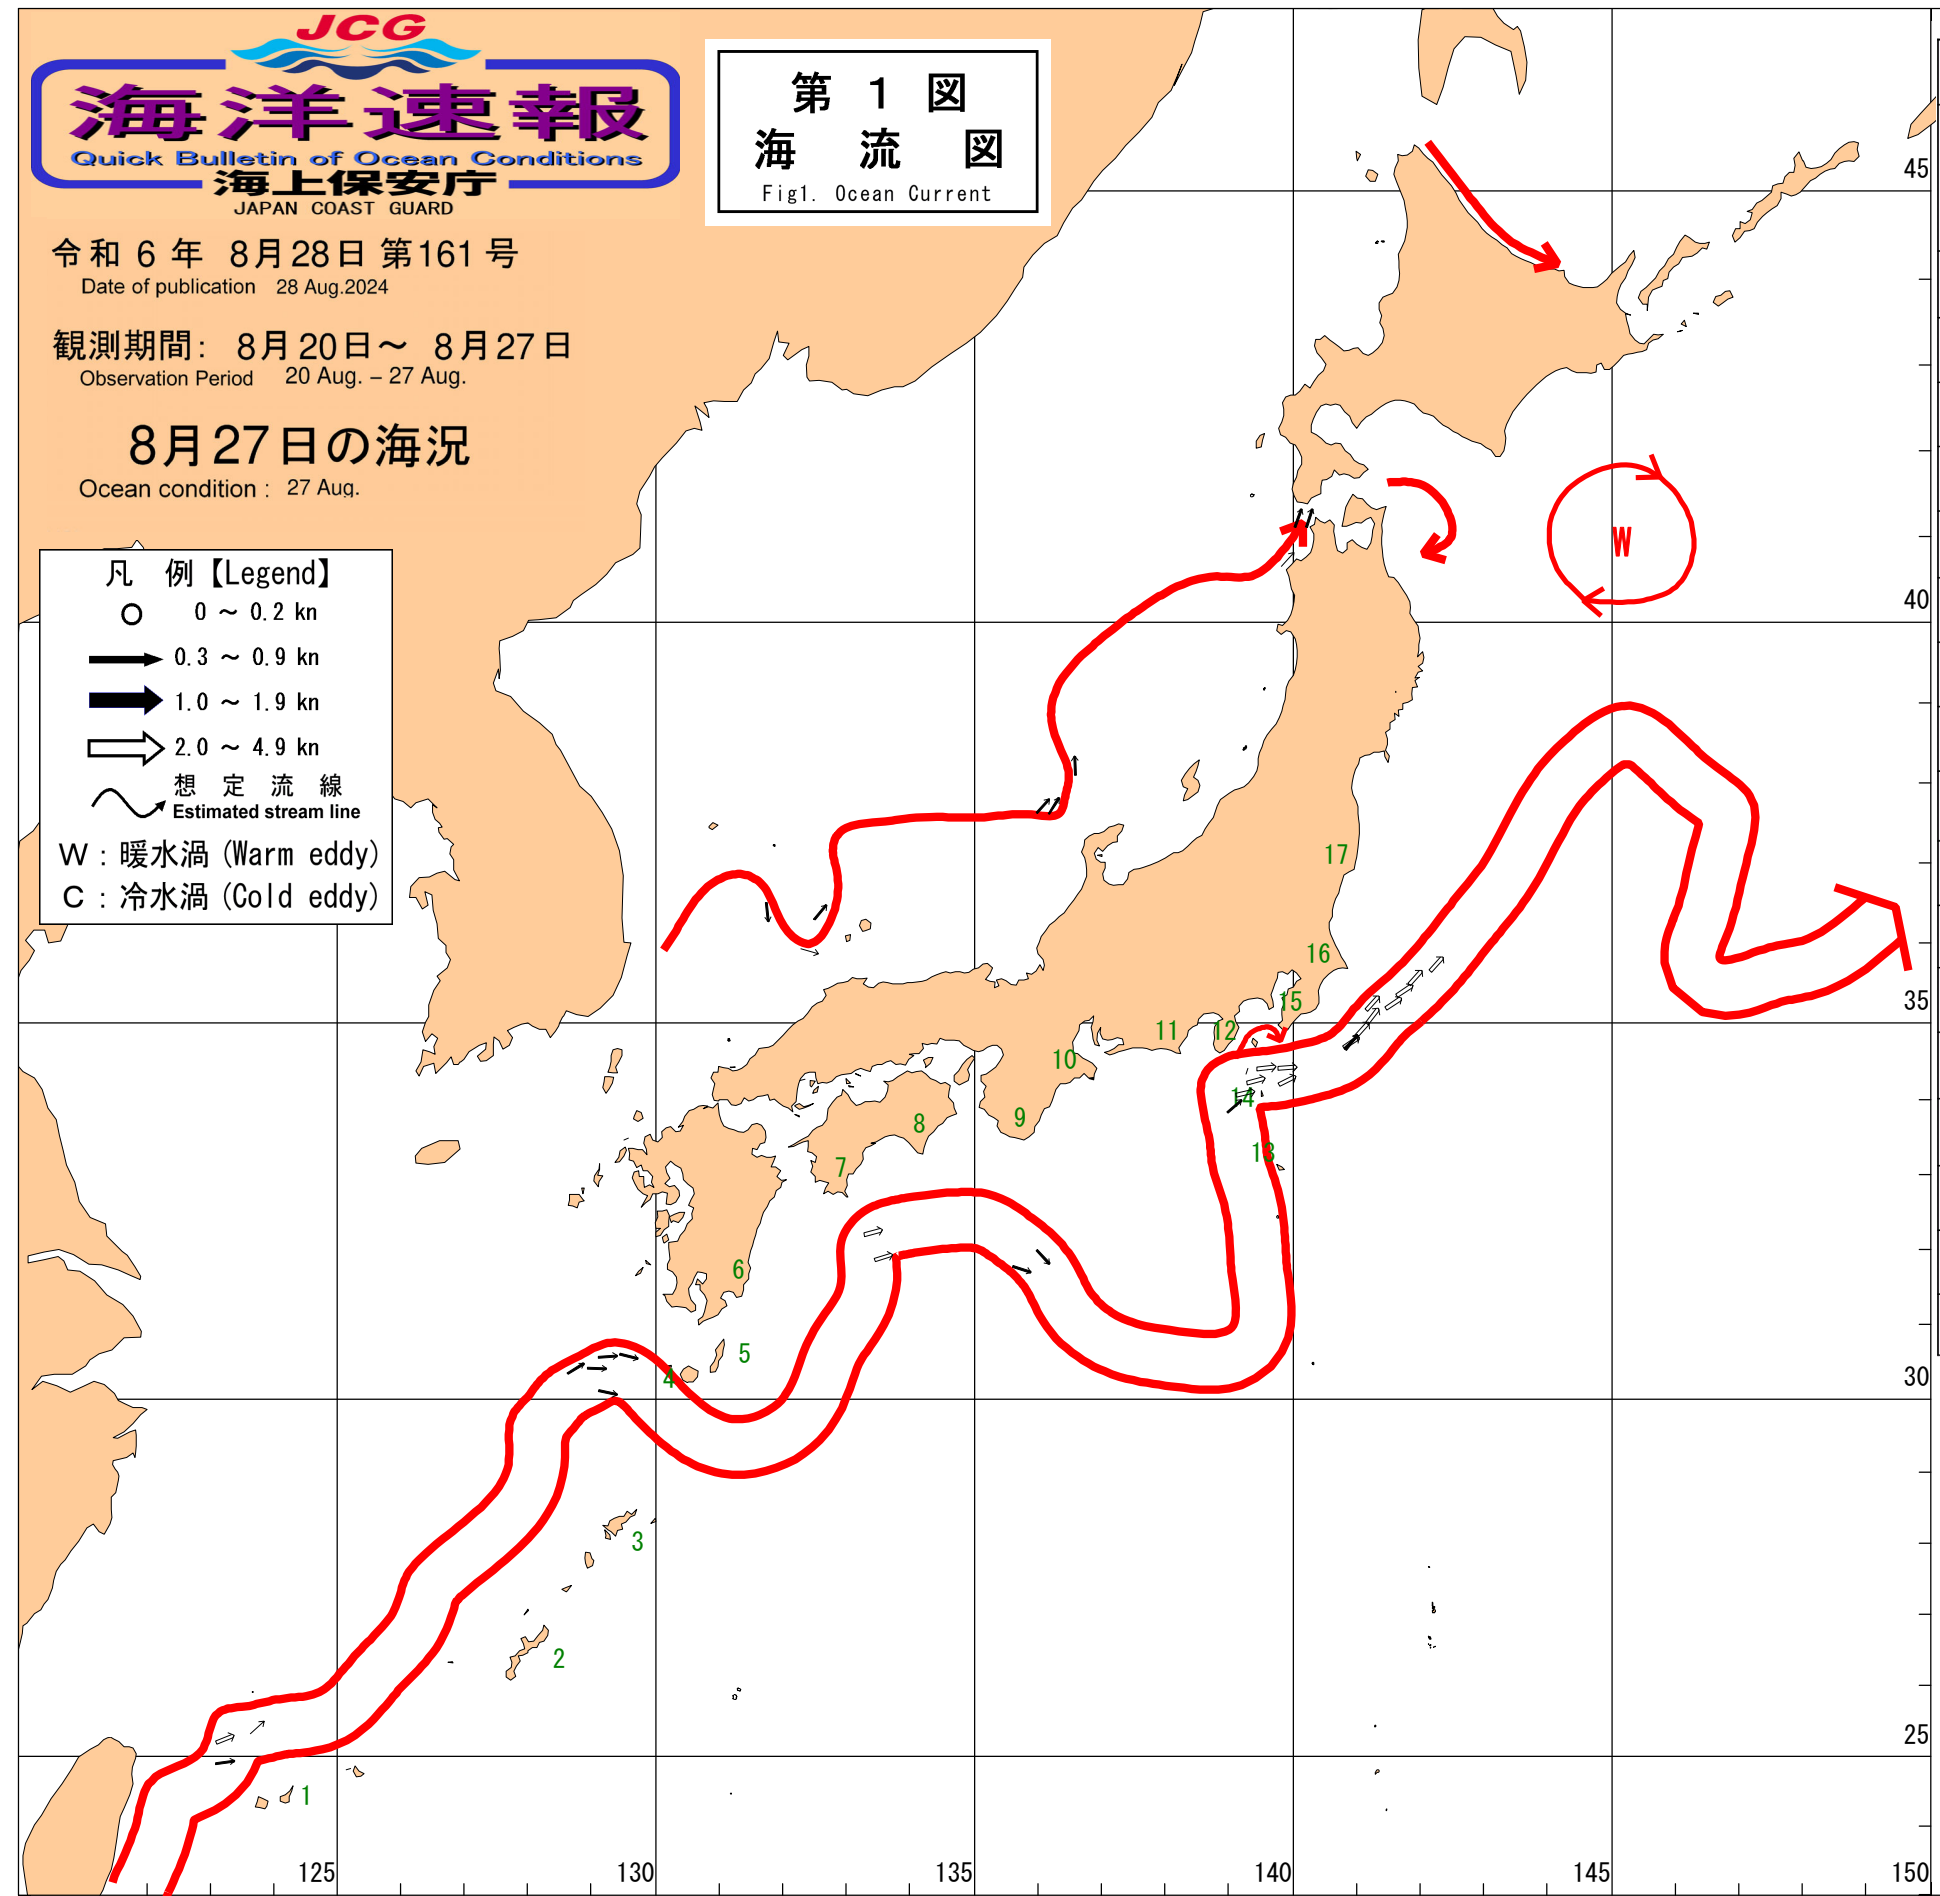 JCG
海洋速報
Quick Bulletin of Ocean Conditions
海上保安庁
JAPAN COAST GUARD
第 1 図
海 流 図
Fig1. Ocean Current
令和 6 年 8月28日 第161 号
Date of publication 28 Aug.2024
観測期間: 8月20日～ 8月27日
Observation Period 20 Aug. – 27 Aug.
8月27日の海況
Ocean condition : 27 Aug.
凡 例【Legend】
0 ～ 0.2 kn
0.3 ～ 0.9 kn
1.0 ～ 1.9 kn
2.0 ～ 4.9 kn
想 定 流 線
Estimated stream line
W : 暖水渦 (Warm eddy)
C : 冷水渦 (Cold eddy)
45
W
40
17
16
35
15
12
11
10
14
9
8
13
7
6
5
4
30
3
2
25
1
125
130
135
140
145
150